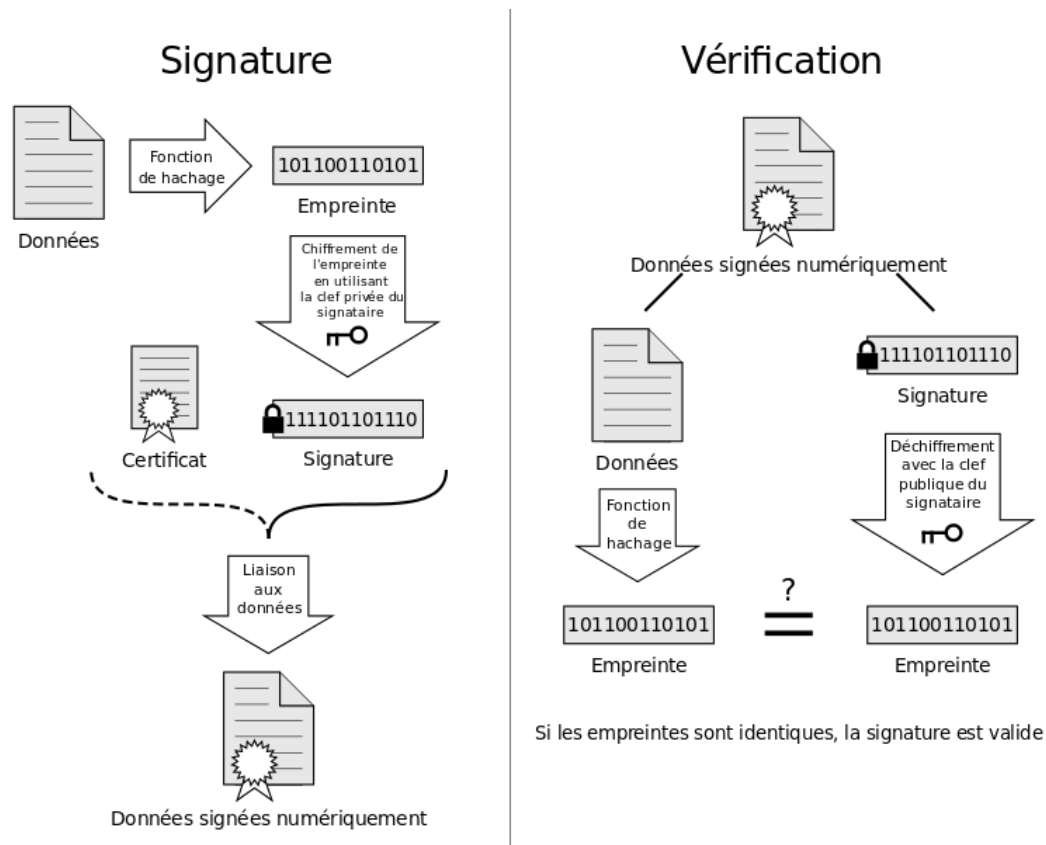 Signature
Fonction
de hachage
101100110101
Empreinte
Données
Chiffrement de
l'empreinte
en utilisant
la clef privée du
signataire
Certificat
111101101110
Signature
Liaison
aux
données
Données signées numériquement
Vérification
Données signées numériquement
Données
111101101110
Signature
Fonction
de
hachage
Déchiffrement
avec la clef
publique du
signataire
101100110101
Empreinte
?
101100110101
Empreinte
Si les empreintes sont identiques, la signature est valide